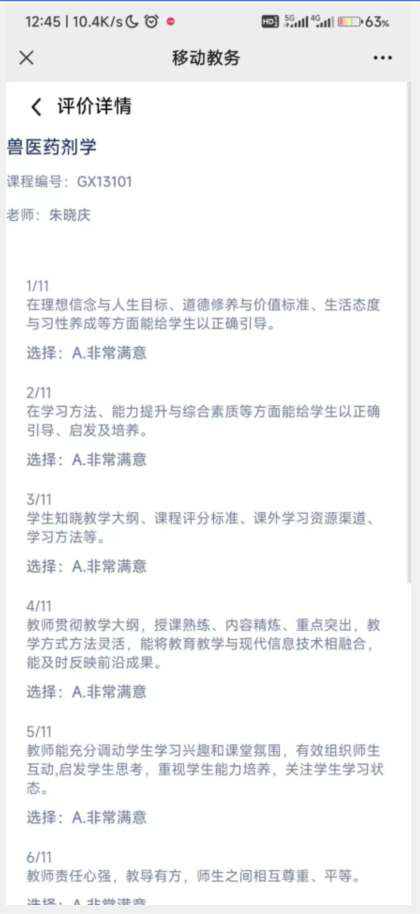 12:45 | 10.4K/s
HD 5G 4G 63%
移动教务
评价详情
兽医药剂学
课程编号：GX13101
老师：朱晓庆
1/11
在理想信念与人生目标、道德修养与价值标准、生活态度
与习性养成等方面能给学生以正确引导。
选择：A.非常满意
2/11
在学习方法、能力提升与综合素质等方面能给学生以正确
引导、启发及培养。
选择：A.非常满意
3/11
学生知晓教学大纲、课程评分标准、课外学习资源渠道、
学习方法等。
选择：A.非常满意
4/11
教师贯彻教学大纲，授课熟练、内容精炼、重点突出，教
学方式方法灵活，能将教育教学与现代信息技术相融合，
能及时反映前沿成果。
选择：A.非常满意
5/11
教师能充分调动学生学习兴趣和课堂氛围，有效组织师生
互动,启发学生思考，重视学生能力培养，关注学生学习状
态。
选择：A.非常满意
6/11
教师责任心强，教导有方，师生之间相互尊重、平等。
选择：A.非常满意